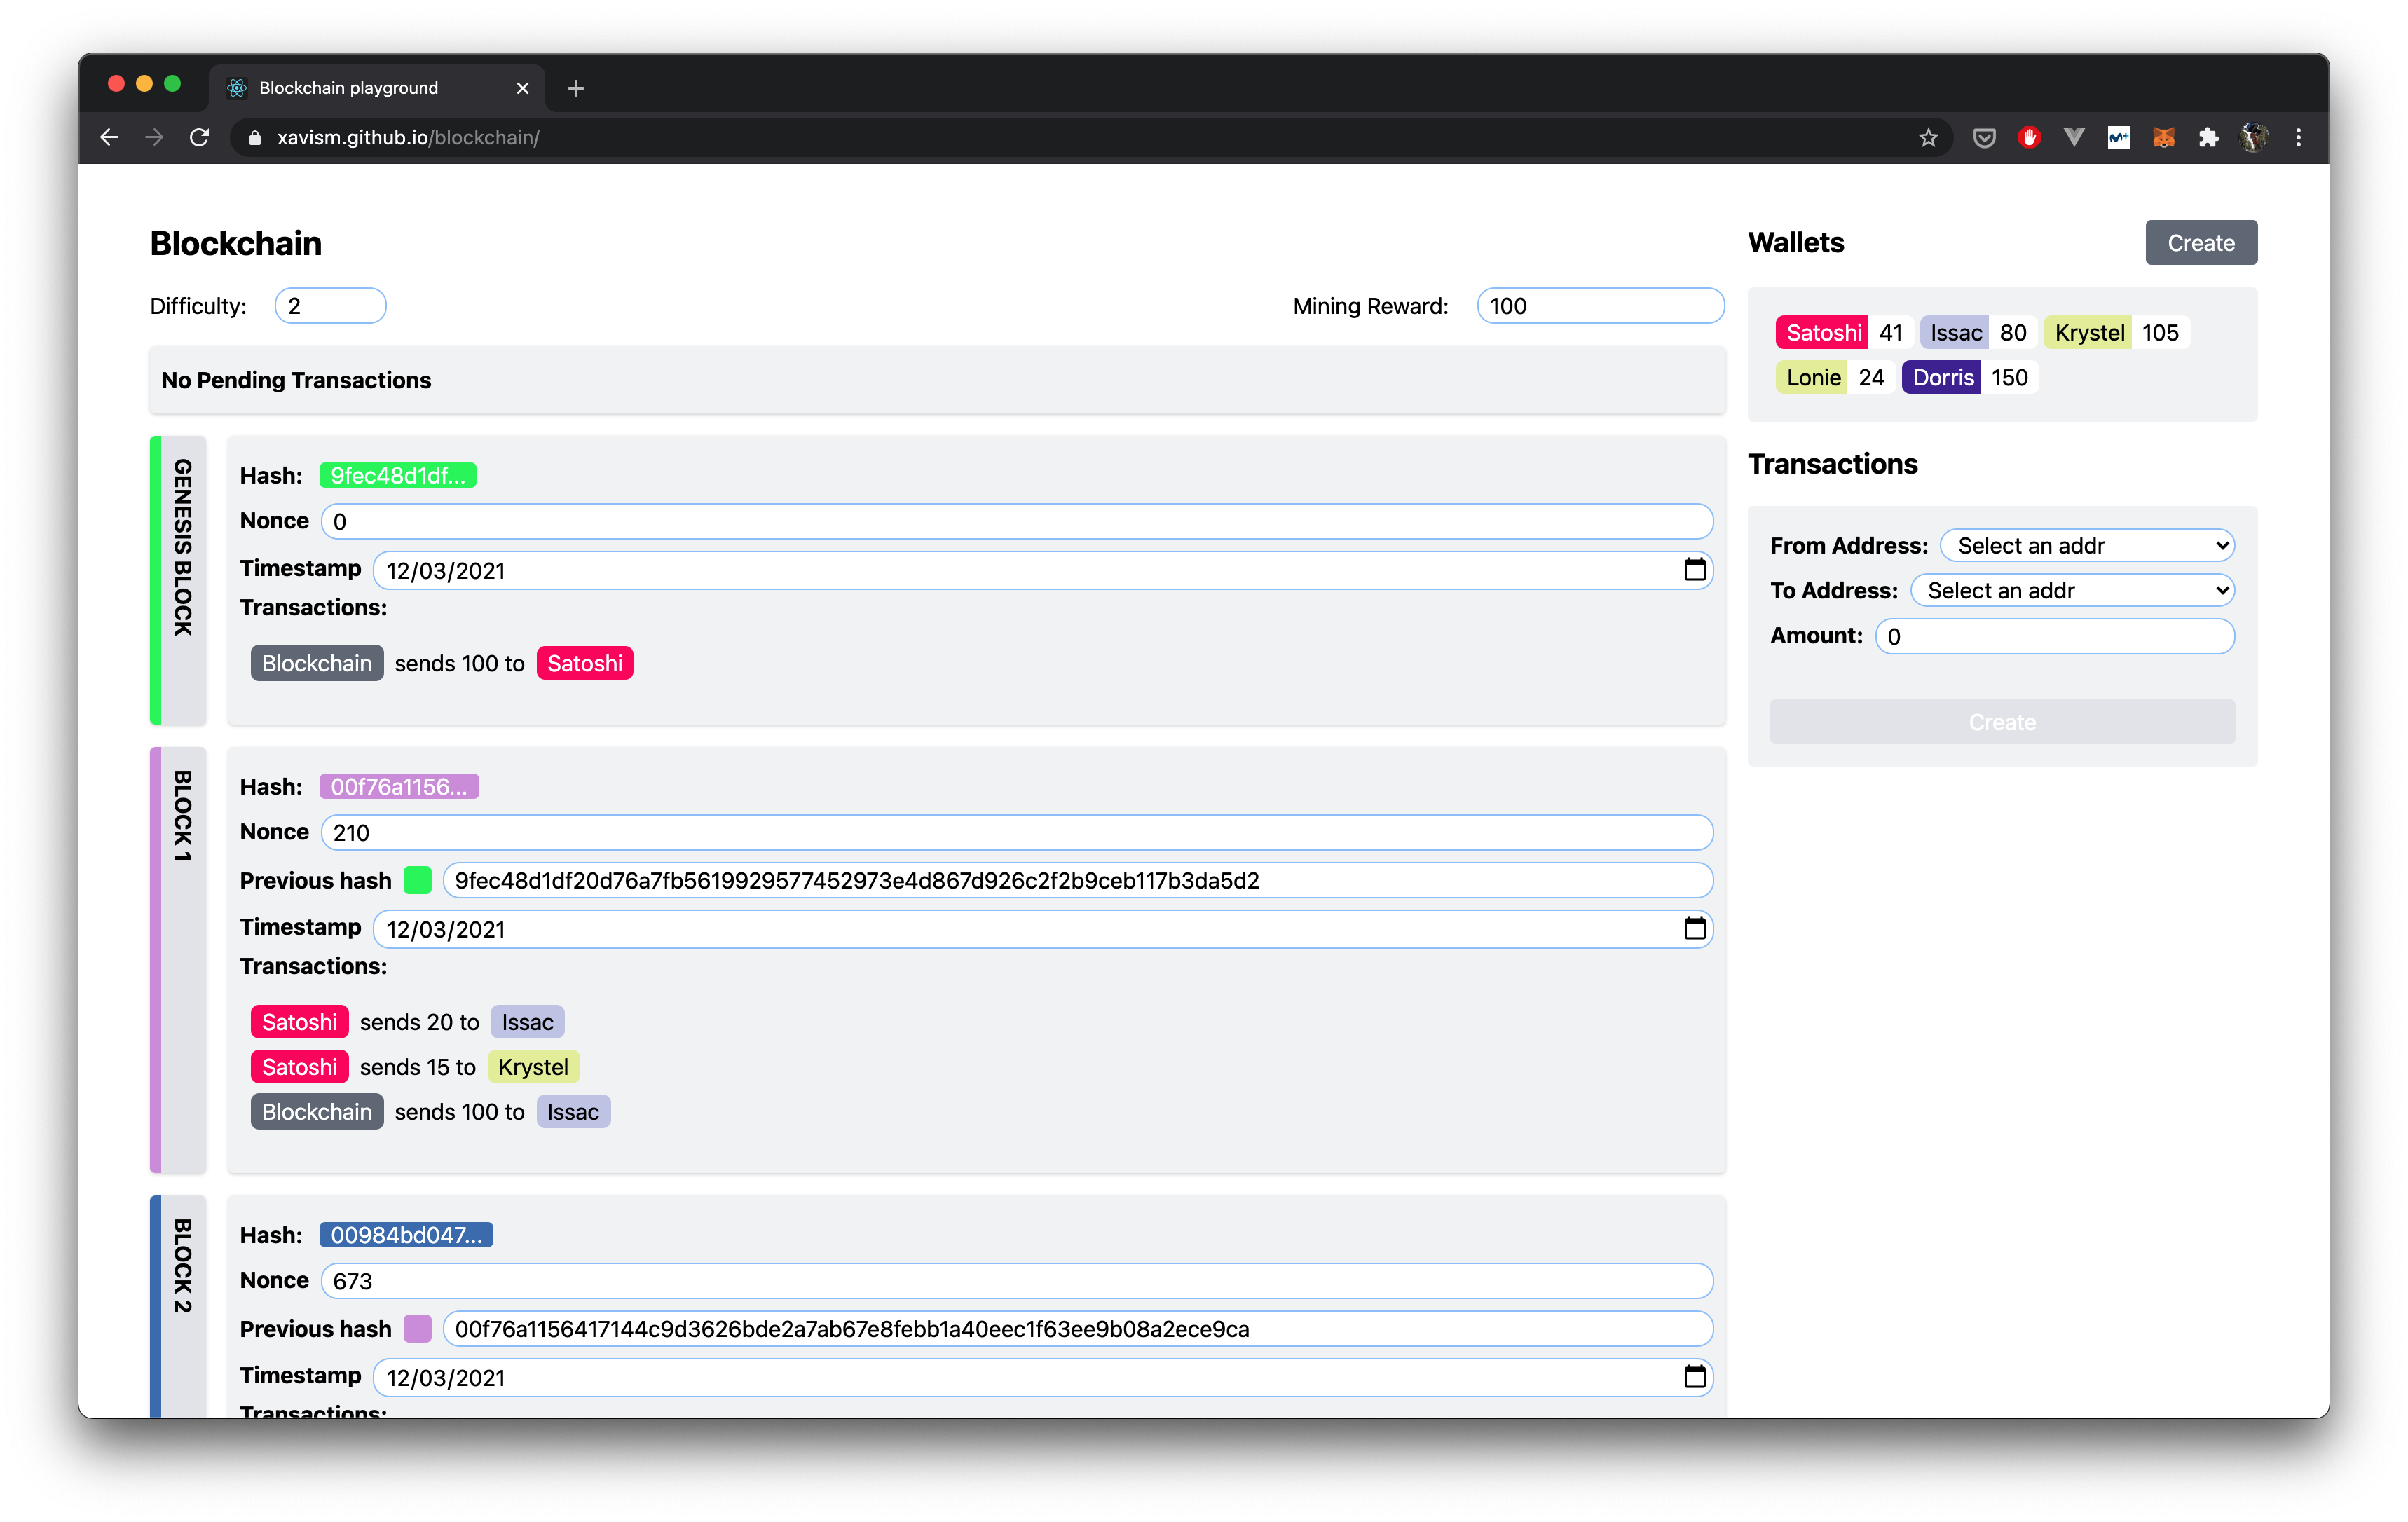 Blockchain playground
xavism.github.io/blockchain/
Blockchain
Difficulty: 2
Mining Reward: 100
No Pending Transactions
GENESIS BLOCK
Hash: 9fec48d1df...
Nonce 0
Timestamp 12/03/2021
Transactions:
Blockchain sends 100 to Satoshi
BLOCK 1
Hash: 00f76a1156...
Nonce 210
Previous hash 9fec48d1df20d76a7fb5619929577452973e4d867d926c2f2b9ceb117b3da5d2
Timestamp 12/03/2021
Transactions:
Satoshi sends 20 to Issac
Satoshi sends 15 to Krystel
Blockchain sends 100 to Issac
BLOCK 2
Hash: 00984bd047...
Nonce 673
Previous hash 00f76a1156417144c9d3626bde2a7ab67e8febb1a40eec1f63ee9b08a2ece9ca
Timestamp 12/03/2021
Transactions:
Wallets Create
Satoshi 41 Issac 80 Krystel 105
Lonie 24 Dorris 150
Transactions
From Address: Select an addr
To Address: Select an addr
Amount: 0
Create